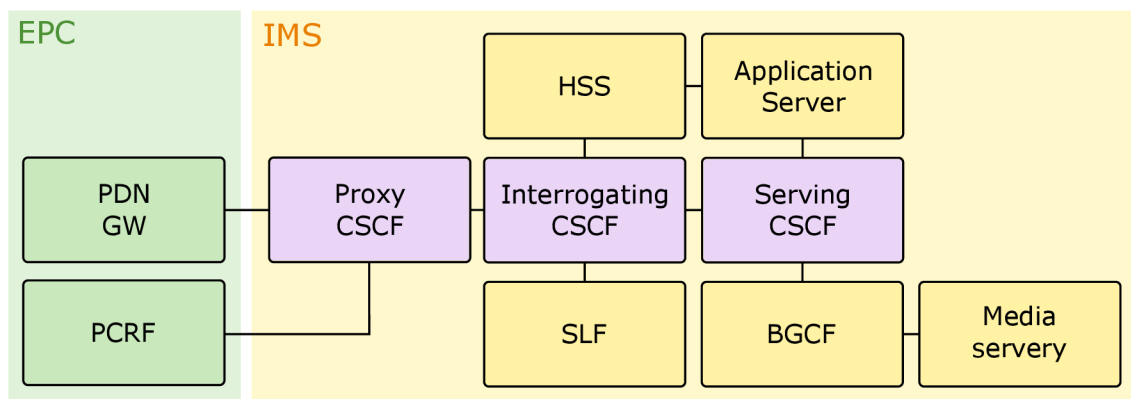 EPC
IMS
HSS
Application
Server
PDN
GW
Proxy
CSCF
Interrogating
CSCF
Serving
CSCF
PCRF
SLF
BGCF
Media
servery